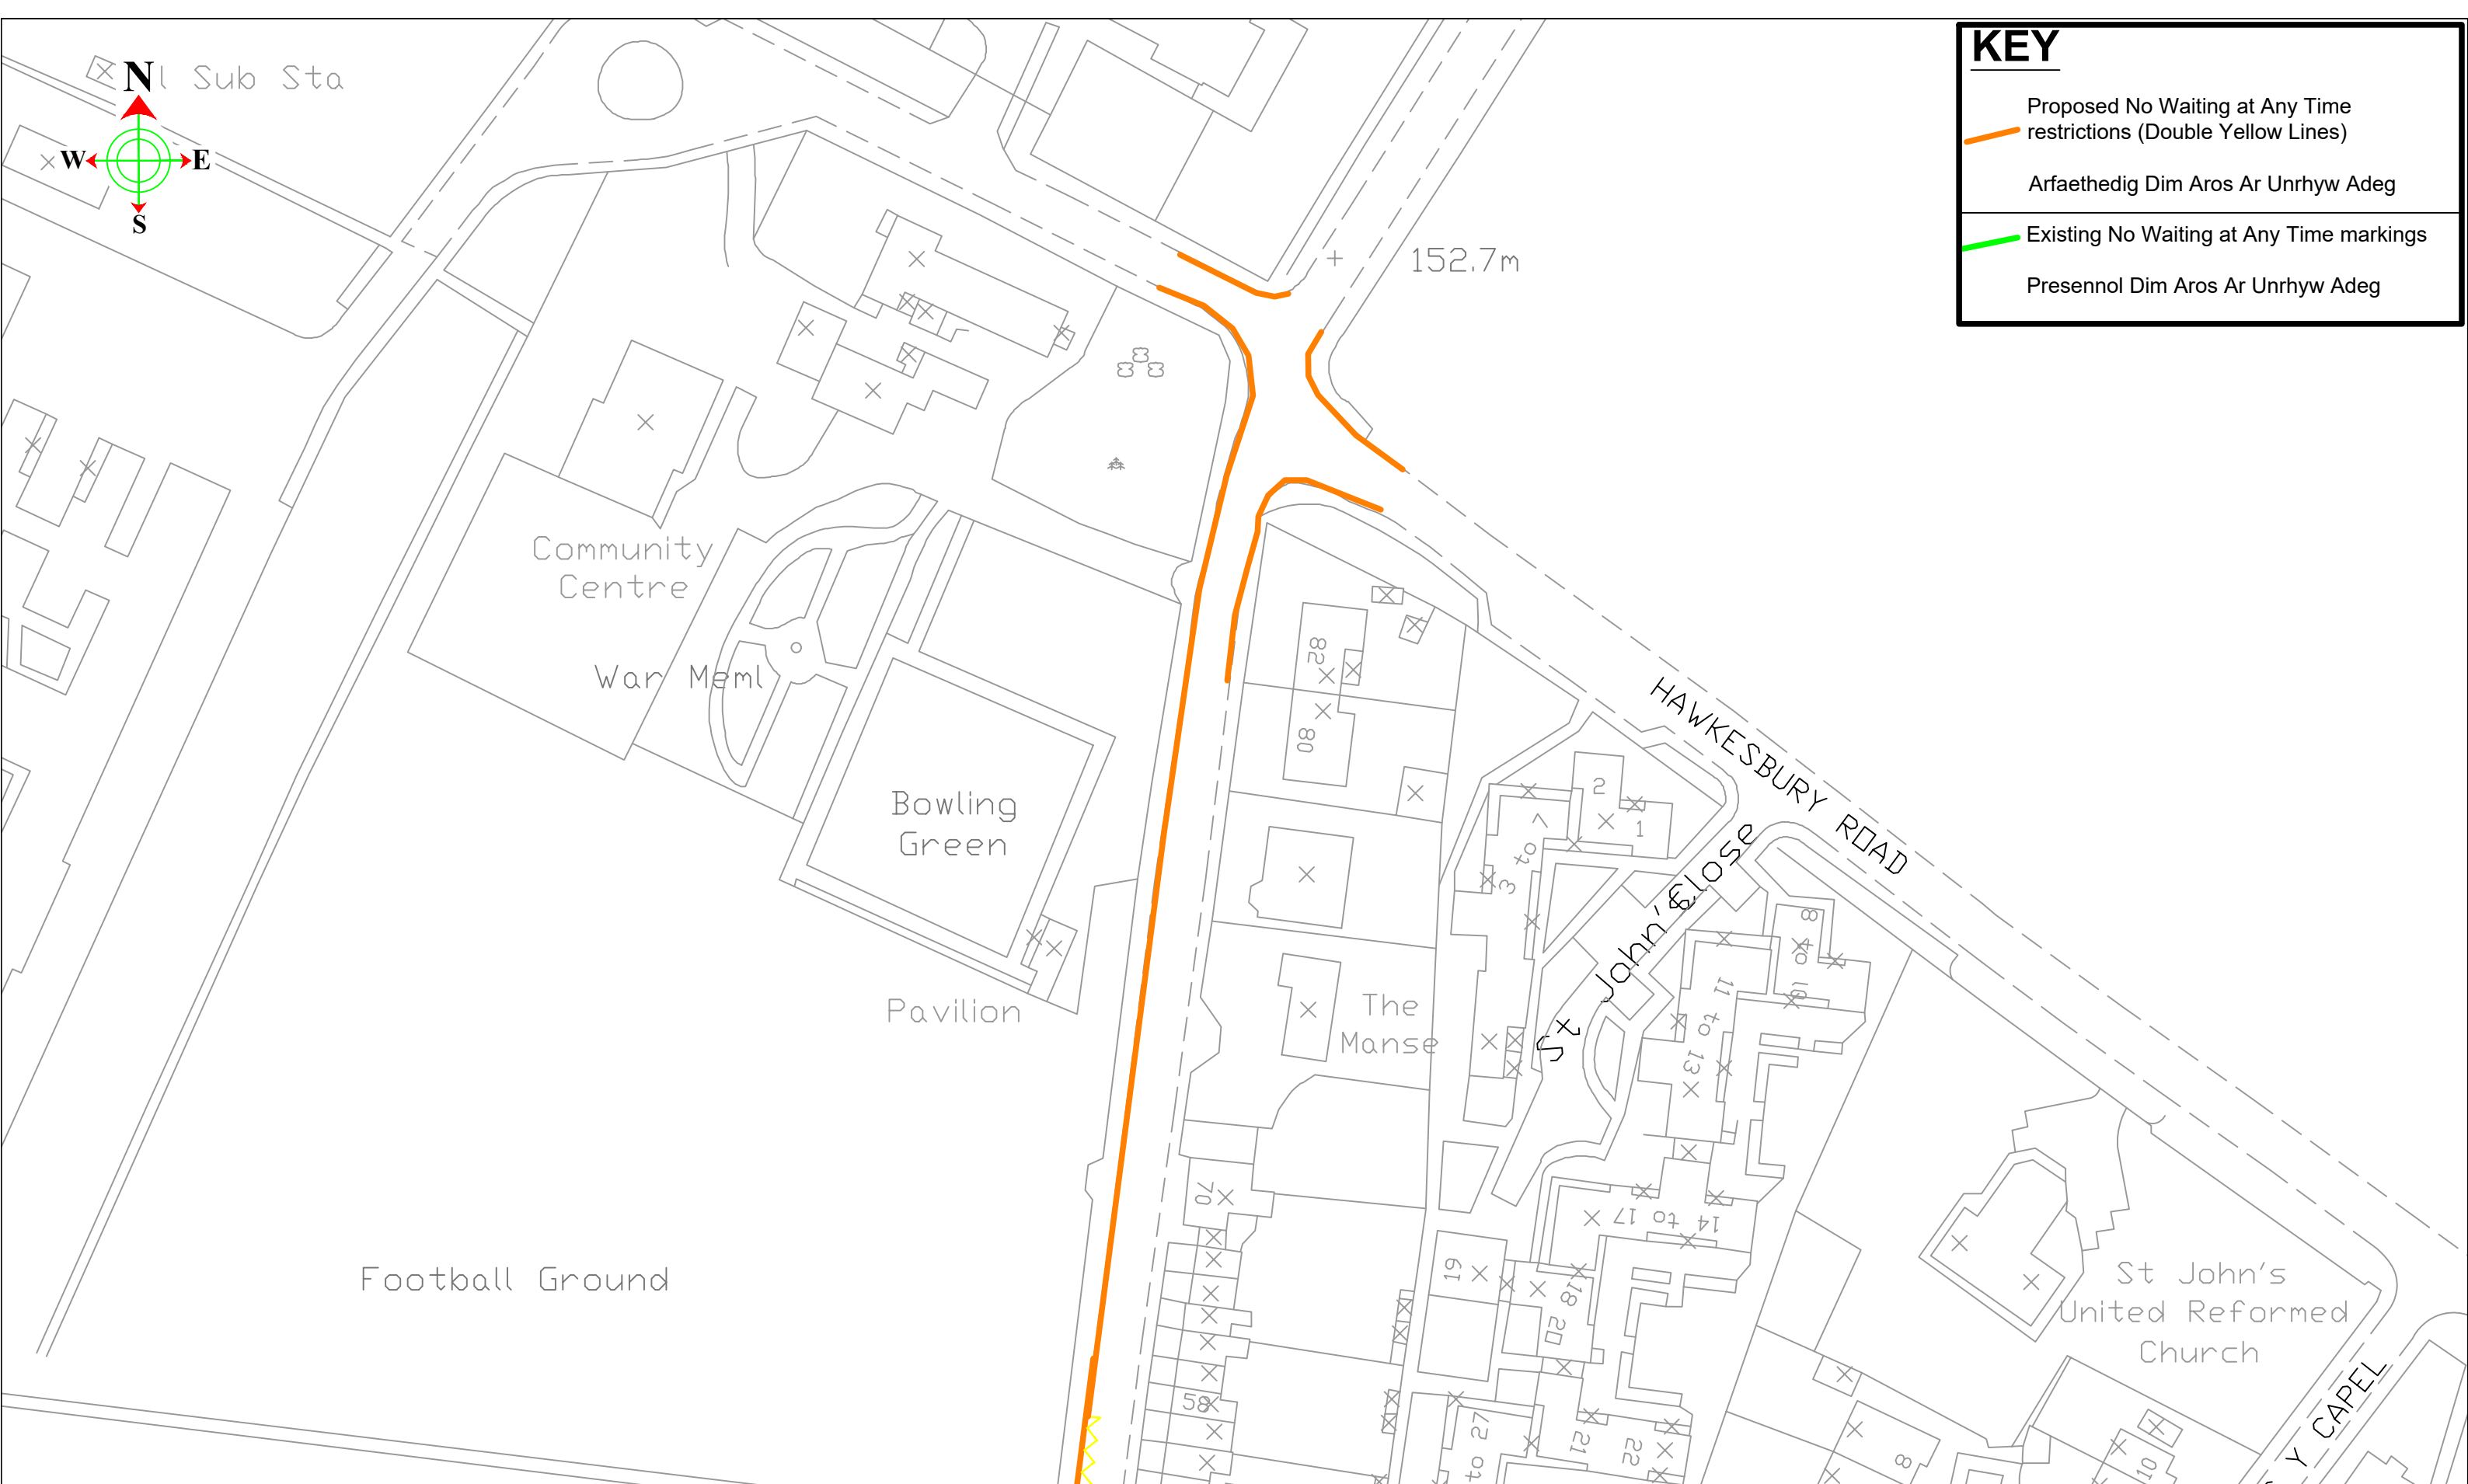 KEY
Proposed No Waiting at Any Time
restrictions (Double Yellow Lines)
Arfaethedig Dim Aros Ar Unrhyw Adeg
Existing No Waiting at Any Time markings
Presennol Dim Aros Ar Unrhyw Adeg
N
l Sub Sta
W
E
S
152.7m
Community
Centre
War Meml
82
80
HAWKESBURY ROAD
Bowling
Green
2
1
3 to 7
St John's Close
8 to 10
Pavilion
The
Manse
11 to 13
70
14 to 17
19
18
20
Football Ground
St John's
United Reformed
Church
58
to 27
21
22
8
10
Y CAPEL